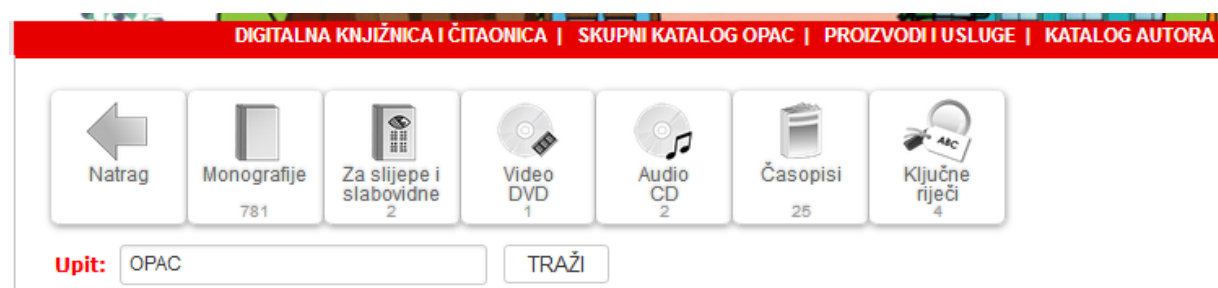 DIGITALNA KNJIŽNICA I ČITAONICA | SKUPNI KATALOG OPAC | PROIZVODI I USLUGE | KATALOG AUTORA
Natrag
Monografije
781
Za slijepe i
slabovidne
2
Video
DVD
1
Audio
CD
2
Časopisi
25
ABC
Ključne
riječi
4
Upit: OPAC TRAŽI